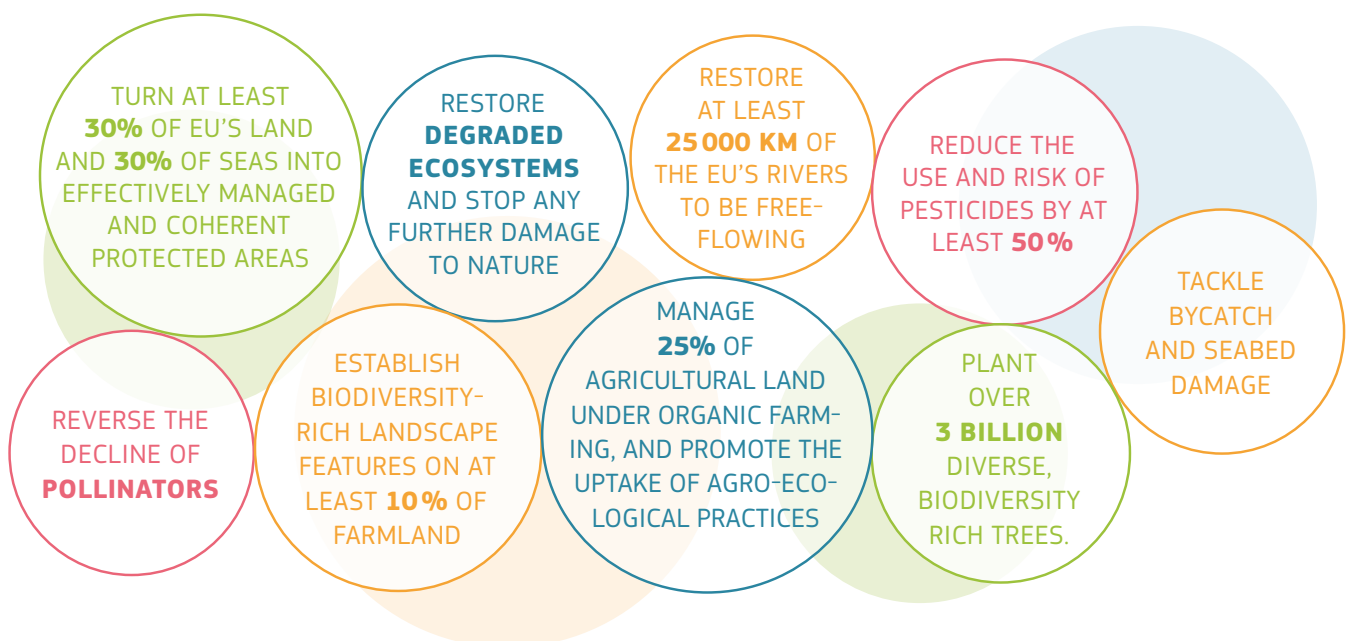 TURN AT LEAST
30% OF EU'S LAND
AND 30% OF SEAS INTO
EFFECTIVELY MANAGED
AND COHERENT
PROTECTED AREAS
RESTORE
DEGRADED
ECOSYSTEMS
AND STOP ANY
FURTHER DAMAGE
TO NATURE
RESTORE
AT LEAST
25 000 KM OF
THE EU'S RIVERS
TO BE FREE-
FLOWING
REDUCE THE
USE AND RISK OF
PESTICIDES BY AT
LEAST 50%
TACKLE
BYCATCH
AND SEABED
DAMAGE
REVERSE THE
DECLINE OF
POLLINATORS
ESTABLISH
BIODIVERSITY-
RICH LANDSCAPE
FEATURES ON AT
LEAST 10% OF
FARMLAND
MANAGE
25% OF
AGRICULTURAL LAND
UNDER ORGANIC FARM-
ING, AND PROMOTE THE
UPTAKE OF AGRO-ECO-
LOGICAL PRACTICES
PLANT
OVER
3 BILLION
DIVERSE,
BIODIVERSITY
RICH TREES.